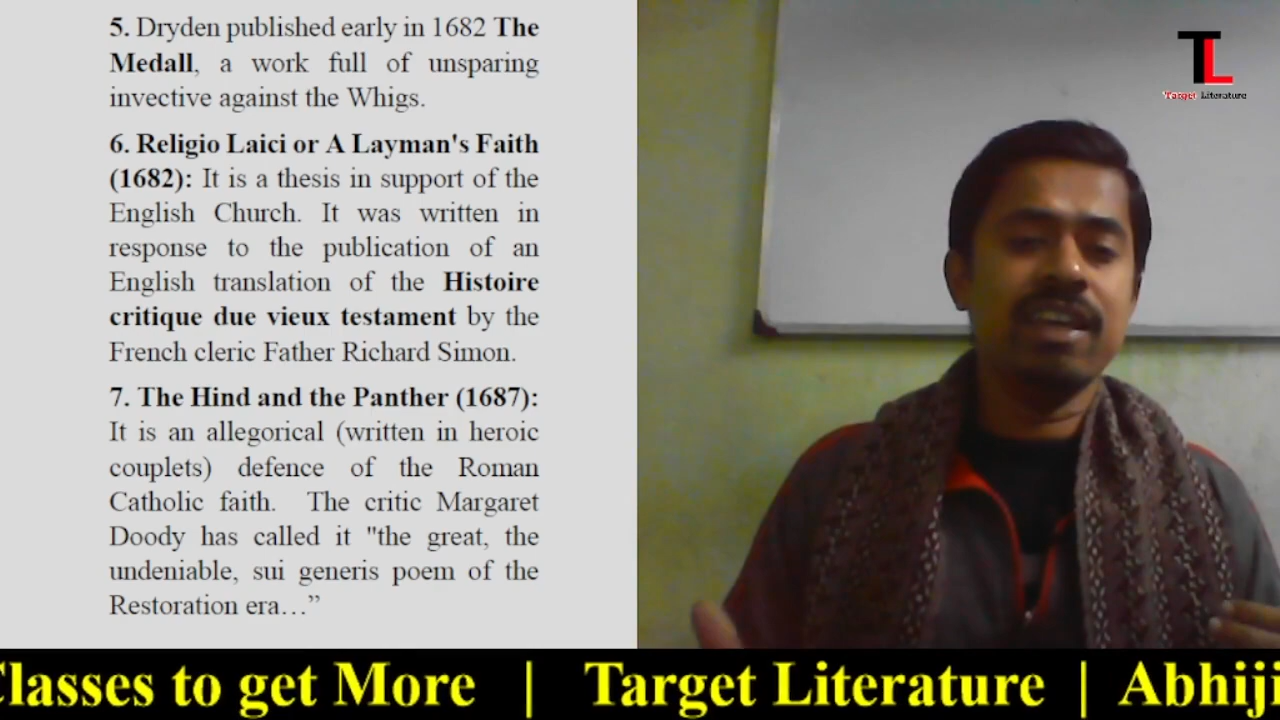 5. Dryden published early in 1682 The
Medall, a work full of unsparing
invective against the Whigs.
6. Religio Laici or A Layman's Faith
(1682): It is a thesis in support of the
English Church. It was written in
response to the publication of an
English translation of the Histoire
critique due vieux testament by the
French cleric Father Richard Simon.
7. The Hind and the Panther (1687):
It is an allegorical (written in heroic
couplets) defence of the Roman
Catholic faith. The critic Margaret
Doody has called it "the great, the
undeniable, sui generis poem of the
Restoration era…”
TL
Target Literature
Classes to get More | Target Literature | Abhiji